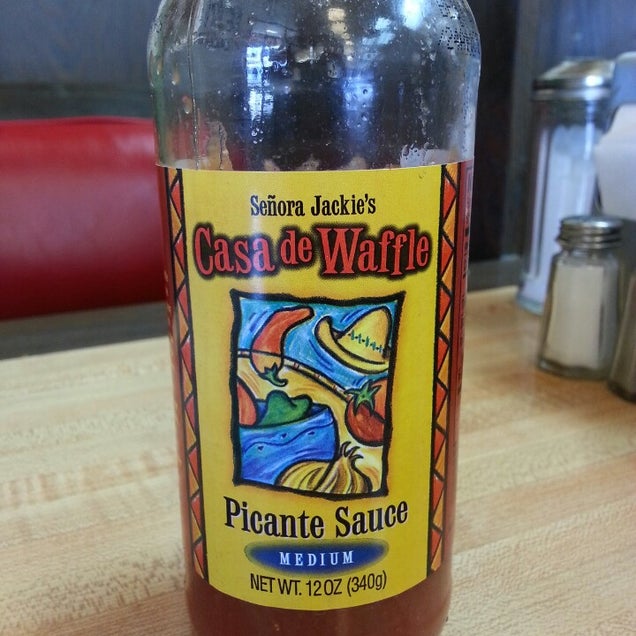 Señora Jackie's
Casa de Waffle
Picante Sauce
MEDIUM
NET WT. 12 OZ (340g)